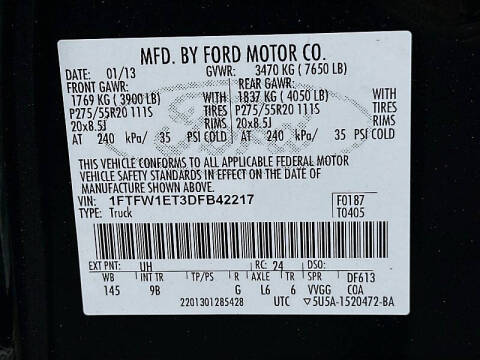 MFD. BY FORD MOTOR CO.
DATE: 01/13 GVWR: 3470 KG (7650 LB)
FRONT GAWR: REAR GAWR:
1769 KG (3900 LB) WITH 1837 KG (4050 LB) WITH
P275/55R20 111S TIRES P275/55R20 111S TIRES
20x8.5J RIMS 20x8.5J RIMS
AT 240 kPa/ 35 PSI COLD AT 240 kPa/ 35 PSI COLD
THIS VEHICLE CONFORMS TO ALL APPLICABLE FEDERAL MOTOR
VEHICLE SAFETY STANDARDS IN EFFECT ON THE DATE OF
MANUFACTURE SHOWN ABOVE.
VIN: 1FTFW1ET3DFB42217 F0187
TYPE: Truck T0405
EXT PNT: UH RC: 24 DSO:
WB INT TR TP/PS R AXLE TR SPR DF613
145 9B G L6 6 VVGG COA
2201301285428 UTC ▽5U5A-1520472-BA